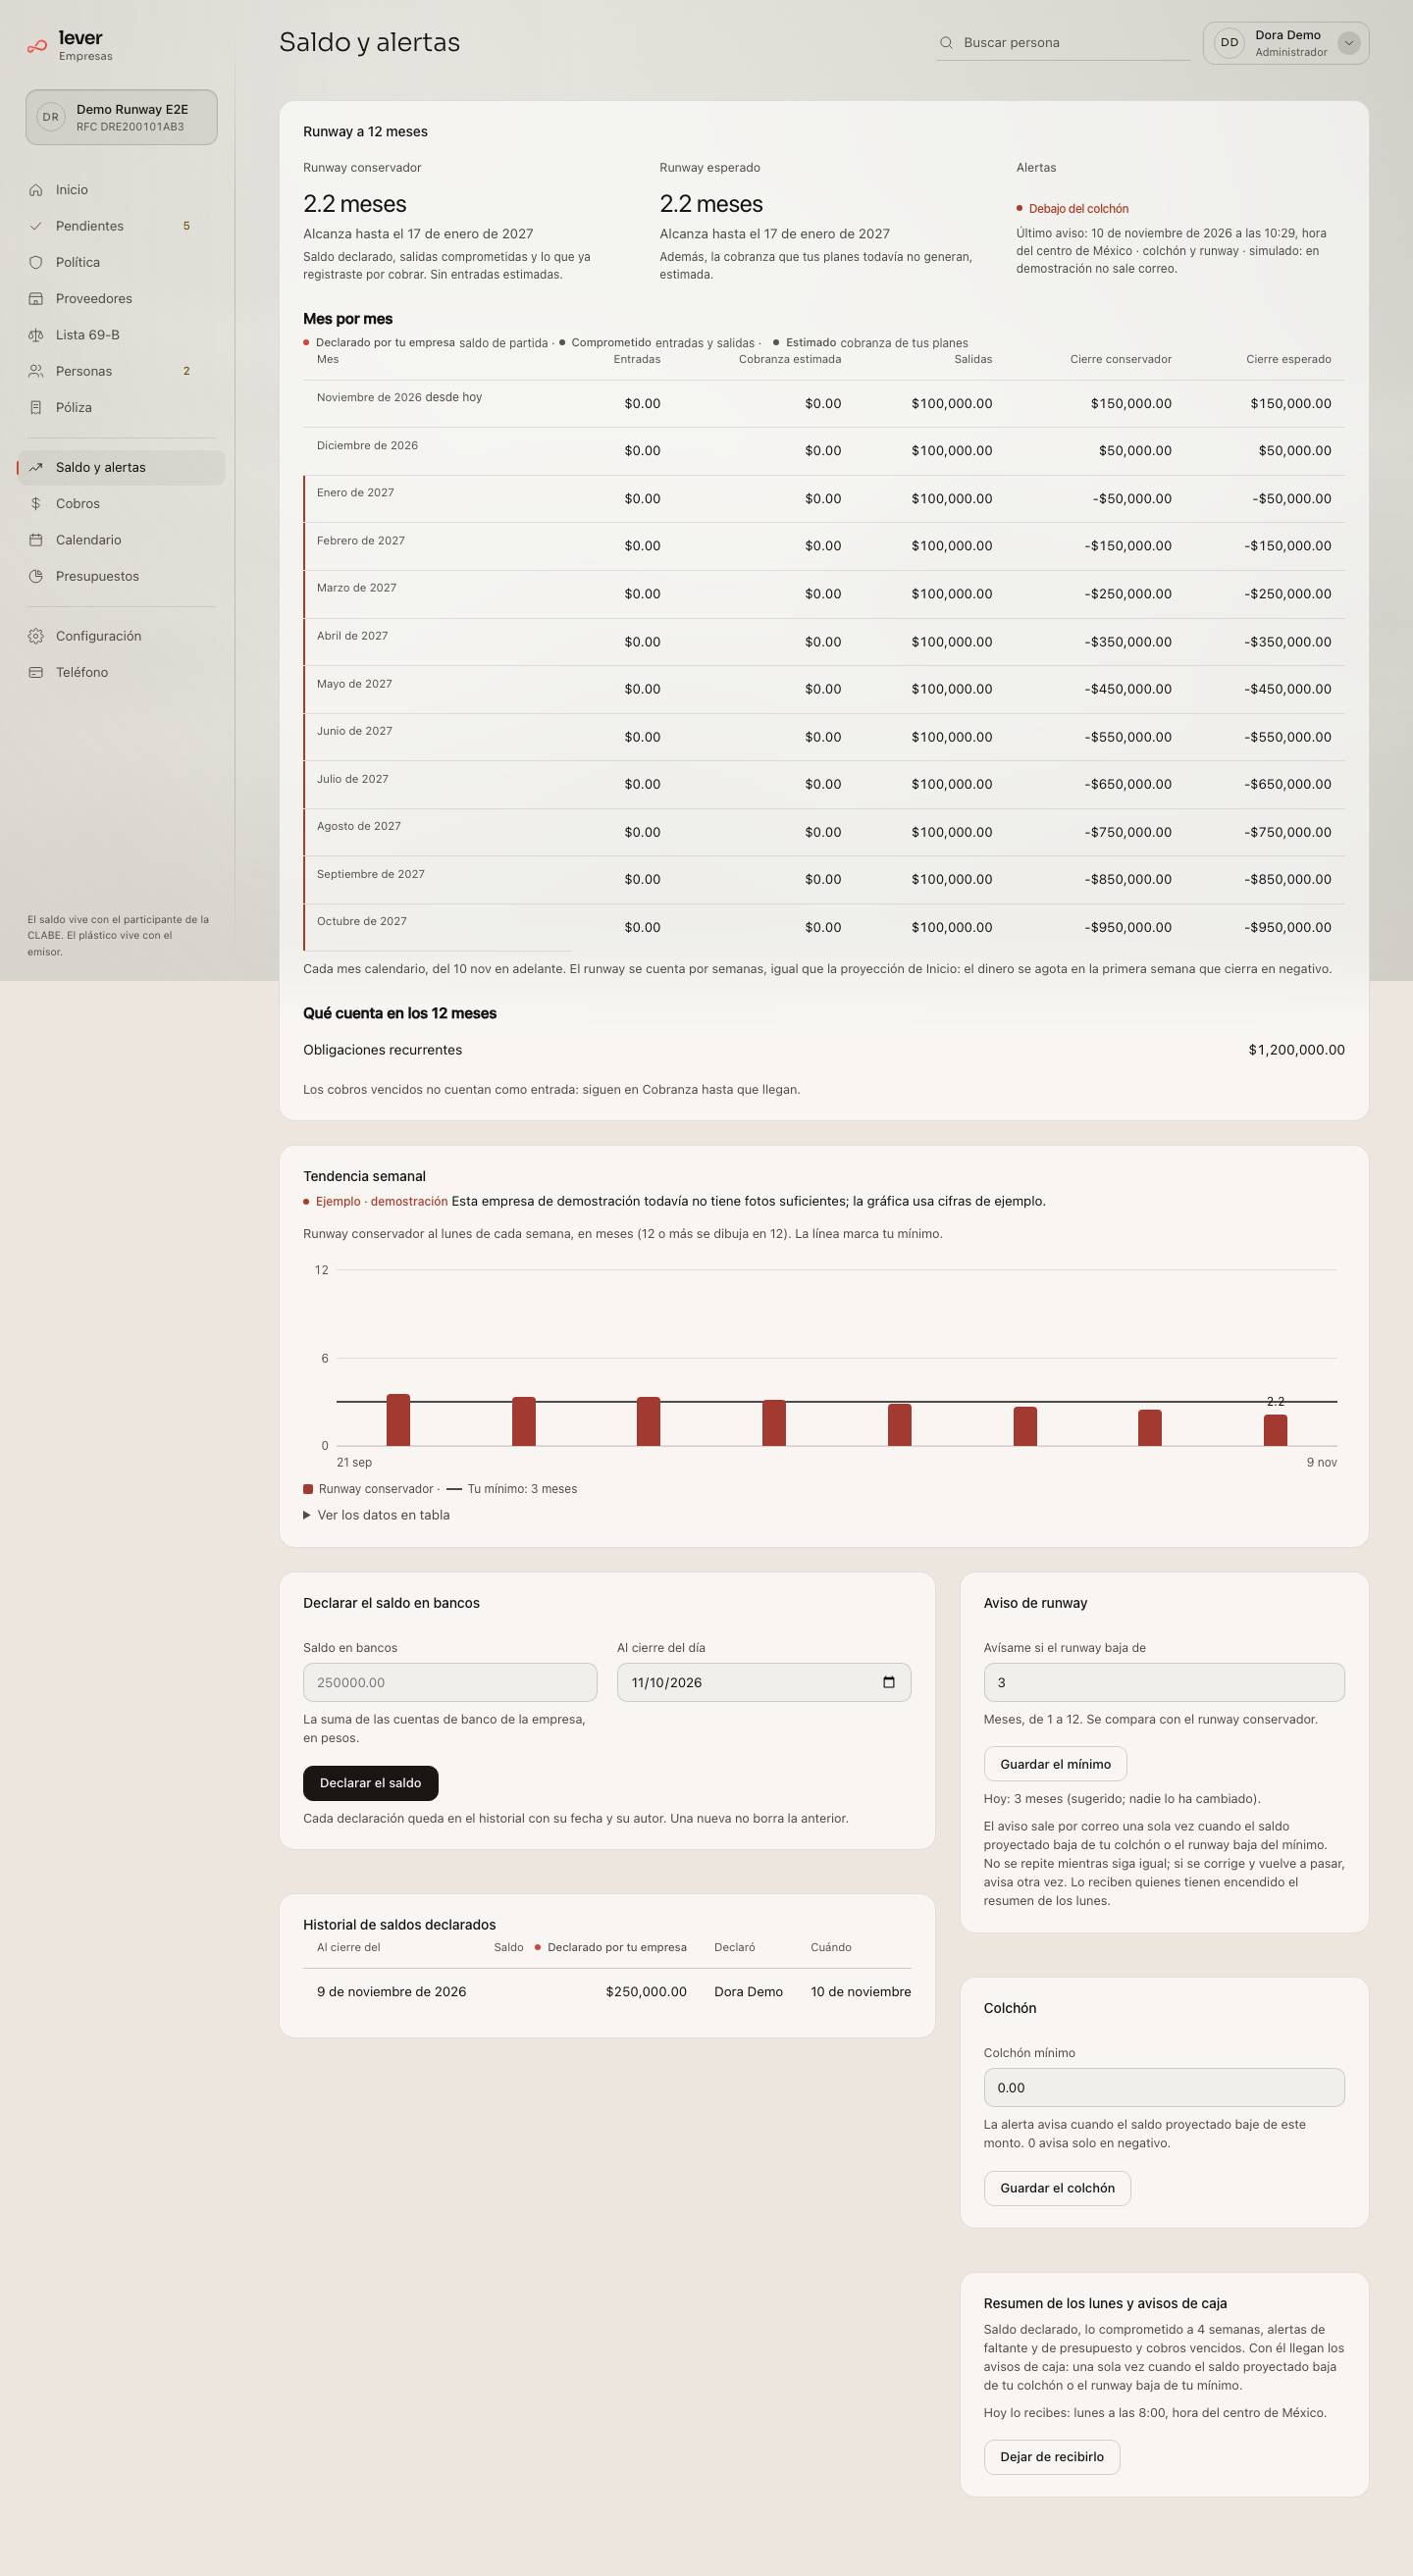 lever
Empresas
DR
Demo Runway E2E
RFC DRE200101AB3
Inicio
Pendientes 5
Política
Proveedores
Lista 69-B
Personas 2
Póliza
Saldo y alertas
Cobros
Calendario
Presupuestos
Configuración
Teléfono
El saldo vive con el participante de la
CLABE. El plástico vive con el
emisor.
Saldo y alertas
Buscar persona
DD
Dora Demo
Administrador
Runway a 12 meses
Runway conservador
2.2 meses
Alcanza hasta el 17 de enero de 2027
Saldo declarado, salidas comprometidas y lo que ya
registraste por cobrar. Sin entradas estimadas.
Runway esperado
2.2 meses
Alcanza hasta el 17 de enero de 2027
Además, la cobranza que tus planes todavía no generan,
estimada.
Alertas
Debajo del colchón
Último aviso: 10 de noviembre de 2026 a las 10:29, hora
del centro de México · colchón y runway · simulado: en
demostración no sale correo.
Mes por mes
Declarado por tu empresa saldo de partida · Comprometido entradas y salidas · Estimado cobranza de tus planes
Mes Entradas Cobranza estimada Salidas Cierre conservador Cierre esperado
Noviembre de 2026 desde hoy $0.00 $0.00 $100,000.00 $150,000.00 $150,000.00
Diciembre de 2026 $0.00 $0.00 $100,000.00 $50,000.00 $50,000.00
Enero de 2027 $0.00 $0.00 $100,000.00 -$50,000.00 -$50,000.00
Febrero de 2027 $0.00 $0.00 $100,000.00 -$150,000.00 -$150,000.00
Marzo de 2027 $0.00 $0.00 $100,000.00 -$250,000.00 -$250,000.00
Abril de 2027 $0.00 $0.00 $100,000.00 -$350,000.00 -$350,000.00
Mayo de 2027 $0.00 $0.00 $100,000.00 -$450,000.00 -$450,000.00
Junio de 2027 $0.00 $0.00 $100,000.00 -$550,000.00 -$550,000.00
Julio de 2027 $0.00 $0.00 $100,000.00 -$650,000.00 -$650,000.00
Agosto de 2027 $0.00 $0.00 $100,000.00 -$750,000.00 -$750,000.00
Septiembre de 2027 $0.00 $0.00 $100,000.00 -$850,000.00 -$850,000.00
Octubre de 2027 $0.00 $0.00 $100,000.00 -$950,000.00 -$950,000.00
Cada mes calendario, del 10 nov en adelante. El runway se cuenta por semanas, igual que la proyección de Inicio: el dinero se agota en la primera semana que cierra en negativo.
Qué cuenta en los 12 meses
Obligaciones recurrentes $1,200,000.00
Los cobros vencidos no cuentan como entrada: siguen en Cobranza hasta que llegan.
Tendencia semanal
Ejemplo · demostración Esta empresa de demostración todavía no tiene fotos suficientes; la gráfica usa cifras de ejemplo.
Runway conservador al lunes de cada semana, en meses (12 o más se dibuja en 12). La línea marca tu mínimo.
12
6
2.2
0
21 sep 9 nov
Runway conservador · Tu mínimo: 3 meses
Ver los datos en tabla
Declarar el saldo en bancos
Saldo en bancos Al cierre del día
250000.00 11/10/2026
La suma de las cuentas de banco de la empresa,
en pesos.
Declarar el saldo
Cada declaración queda en el historial con su fecha y su autor. Una nueva no borra la anterior.
Historial de saldos declarados
Al cierre del Saldo Declarado por tu empresa Declaró Cuándo
9 de noviembre de 2026 $250,000.00 Dora Demo 10 de noviembre
Aviso de runway
Avísame si el runway baja de
3
Meses, de 1 a 12. Se compara con el runway conservador.
Guardar el mínimo
Hoy: 3 meses (sugerido; nadie lo ha cambiado).
El aviso sale por correo una sola vez cuando el saldo
proyectado baja de tu colchón o el runway baja del mínimo.
No se repite mientras siga igual; si se corrige y vuelve a pasar,
avisa otra vez. Lo reciben quienes tienen encendido el
resumen de los lunes.
Colchón
Colchón mínimo
0.00
La alerta avisa cuando el saldo proyectado baje de este
monto. 0 avisa solo en negativo.
Guardar el colchón
Resumen de los lunes y avisos de caja
Saldo declarado, lo comprometido a 4 semanas, alertas de
faltante y de presupuesto y cobros vencidos. Con él llegan los
avisos de caja: una sola vez cuando el saldo proyectado baja
de tu colchón o el runway baja de tu mínimo.
Hoy lo recibes: lunes a las 8:00, hora del centro de México.
Dejar de recibirlo